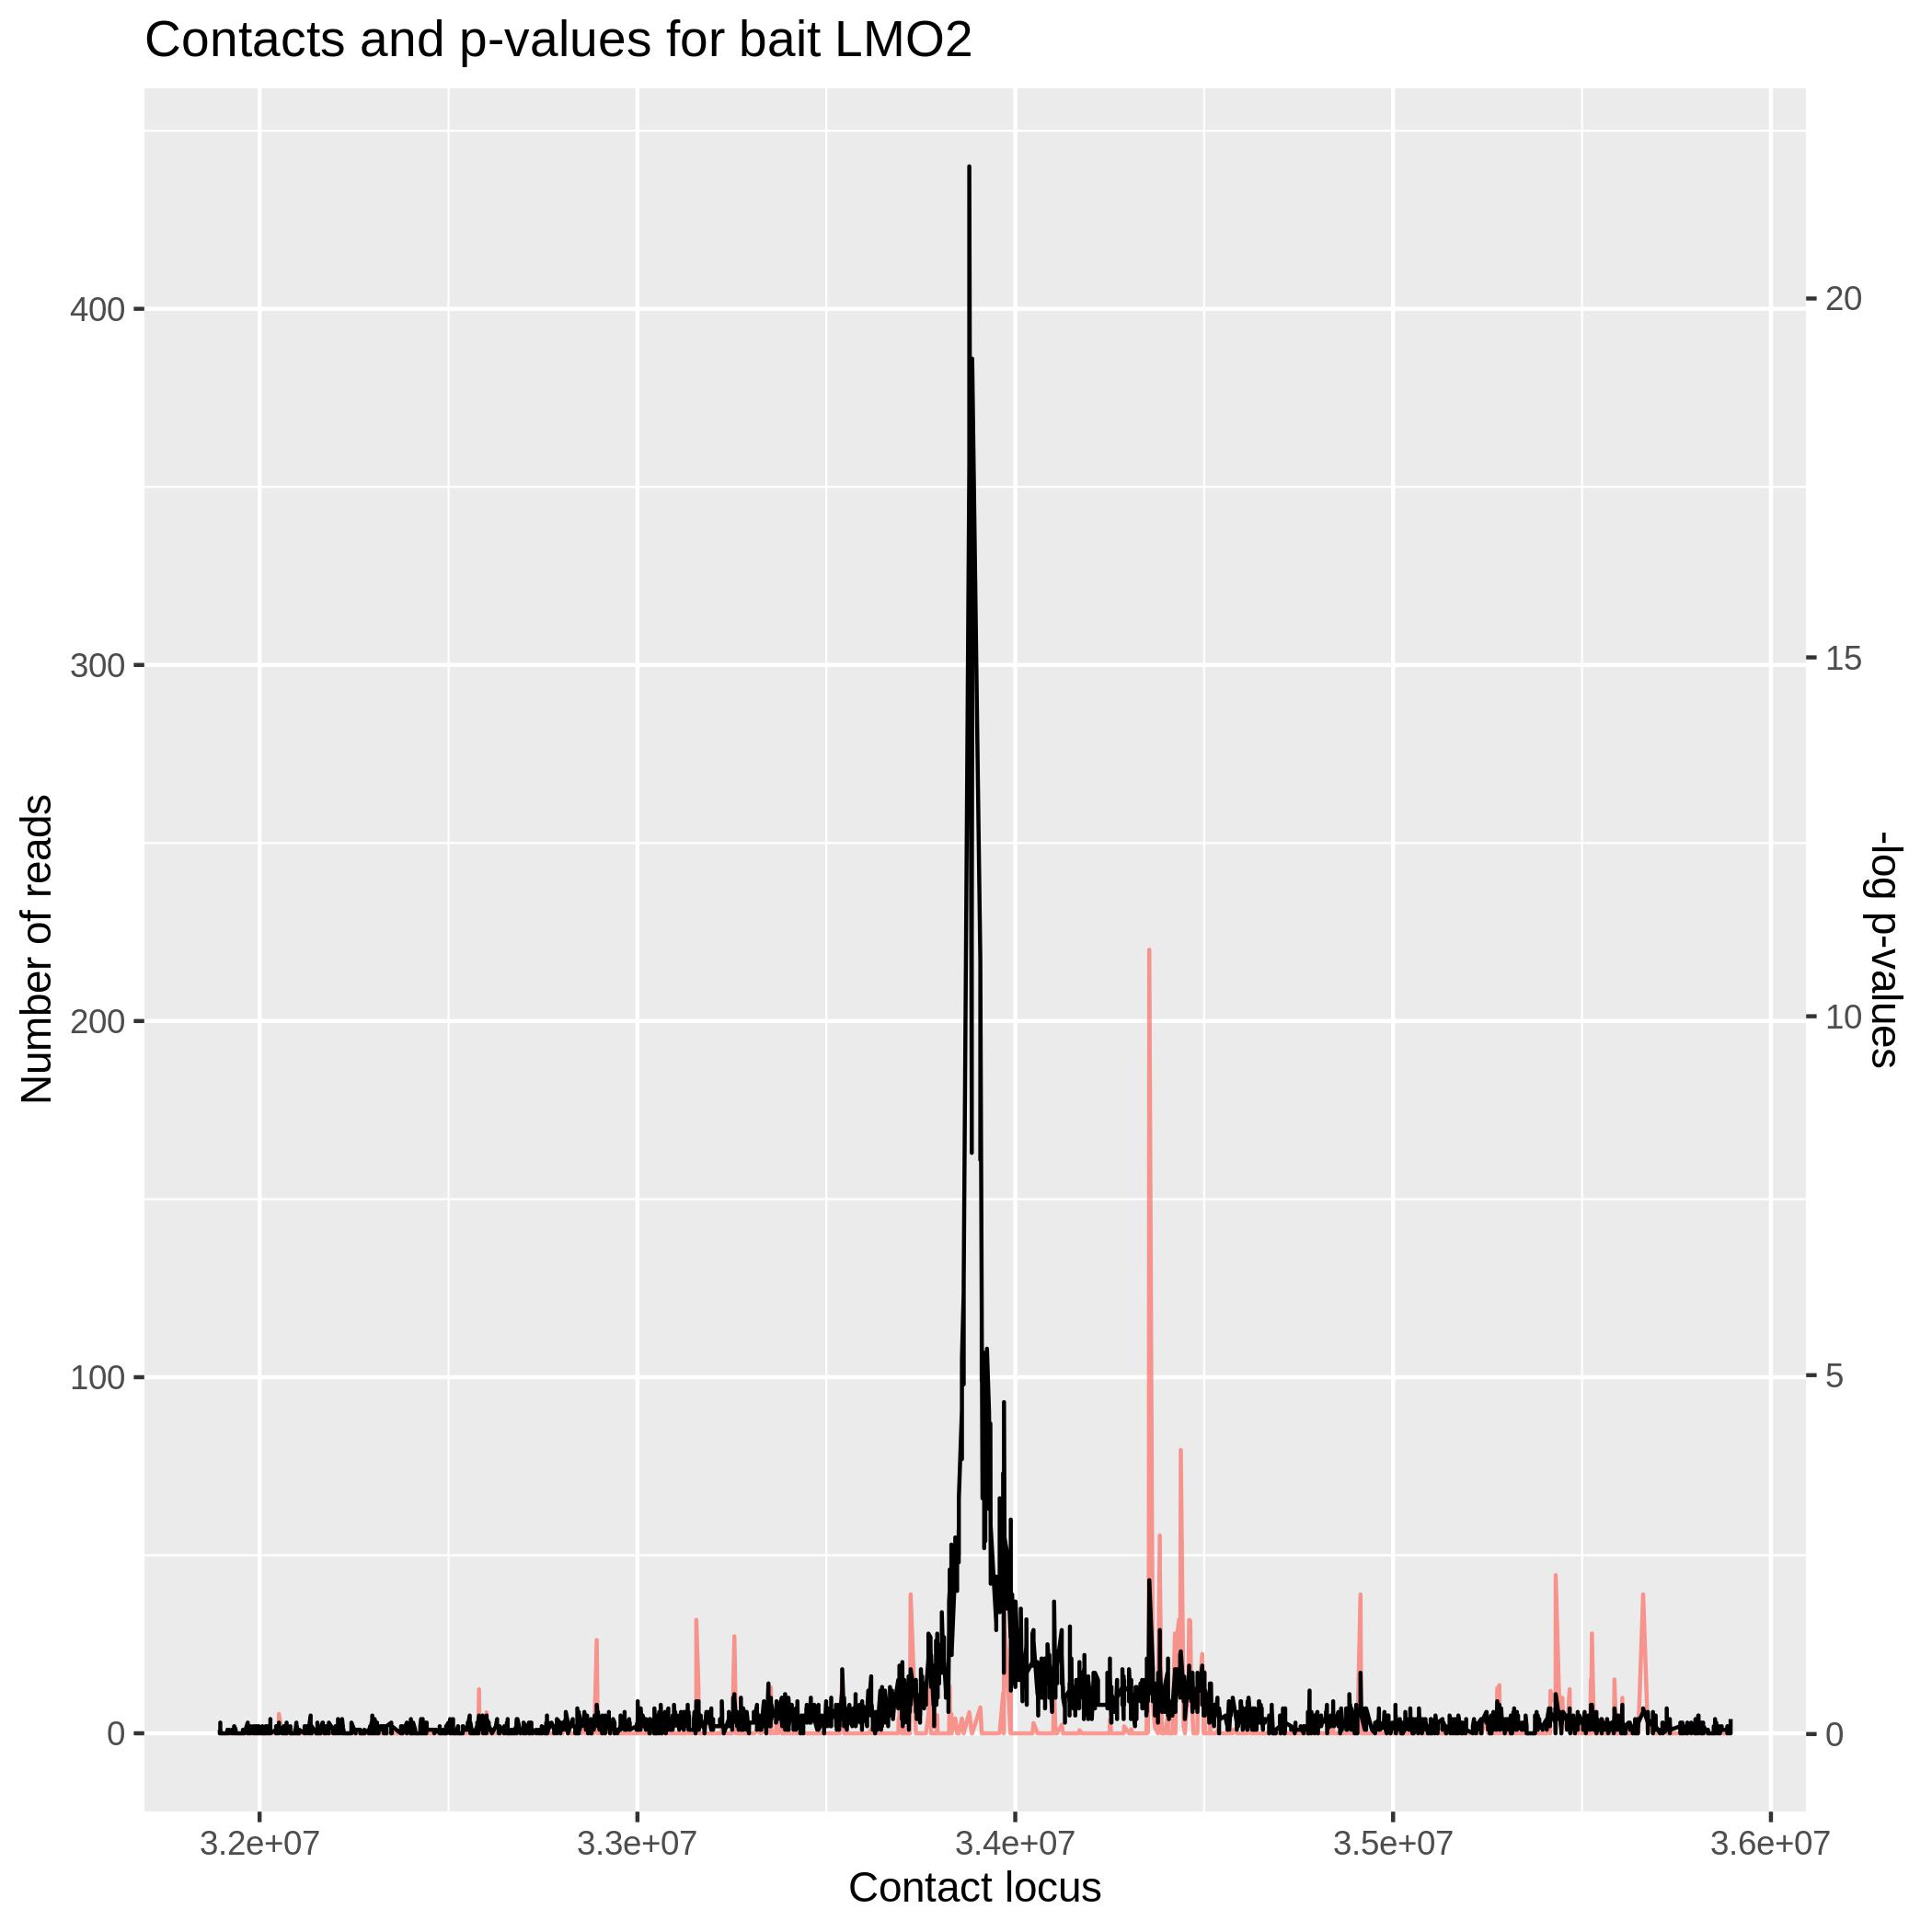 Contacts and p-values for bait LMO2
Number of reads
400
300
200
100
0
20
15
10
5
0
-log p-values
3.2e+07 3.3e+07 3.4e+07 3.5e+07 3.6e+07
Contact locus